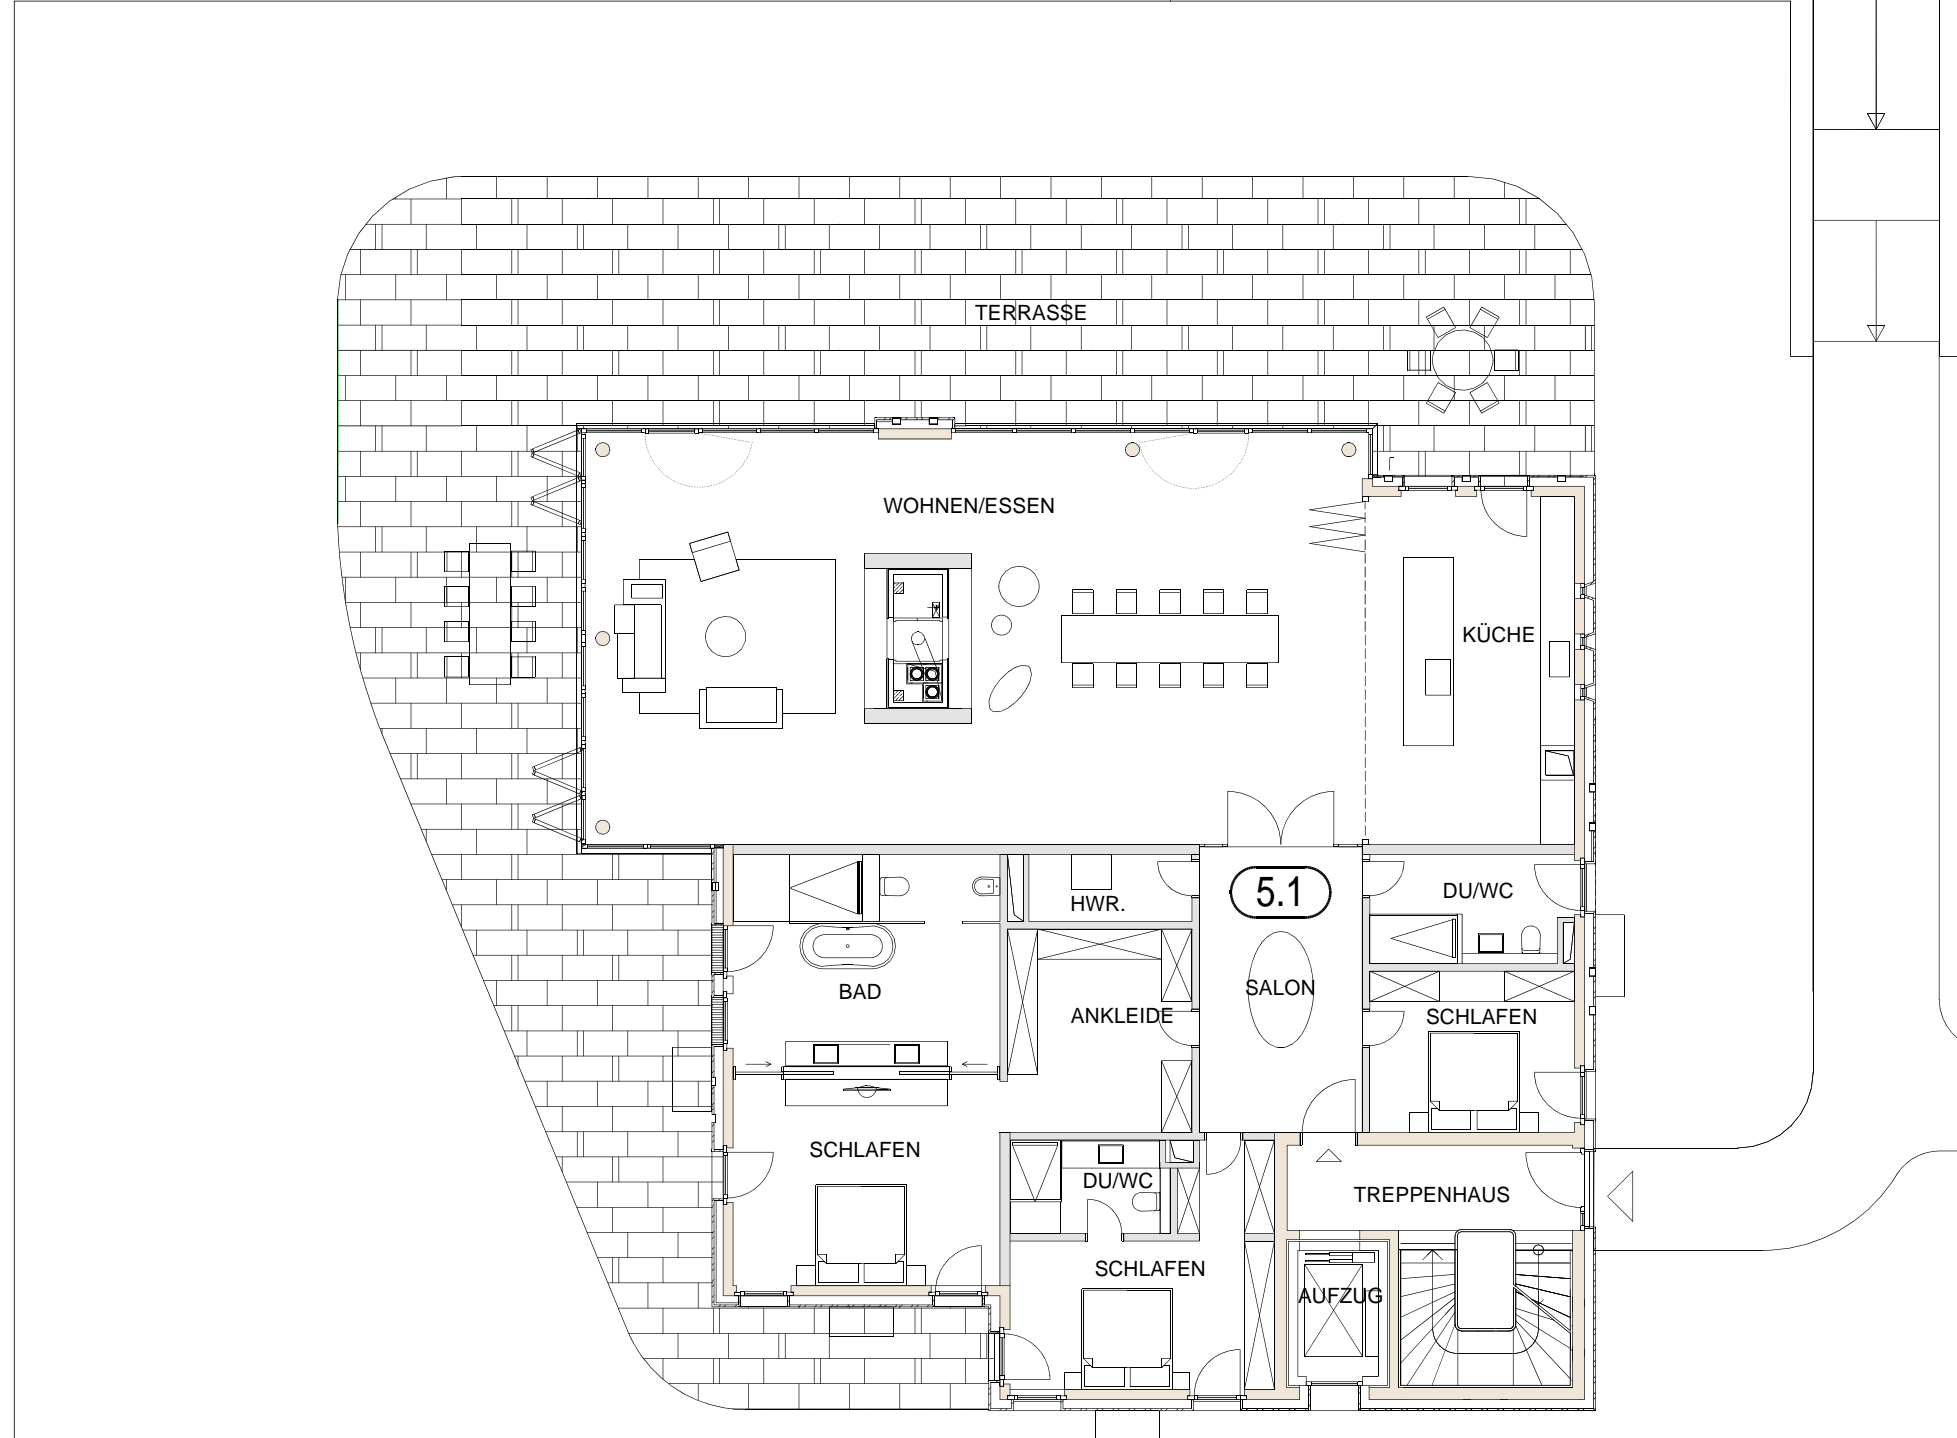 TERRASSE
WOHNEN/ESSEN
KÜCHE
5.1
DU/WC
HWR.
SALON
BAD
ANKLEIDE
SCHLAFEN
SCHLAFEN
DU/WC
TREPPENHAUS
SCHLAFEN
AUFZUG